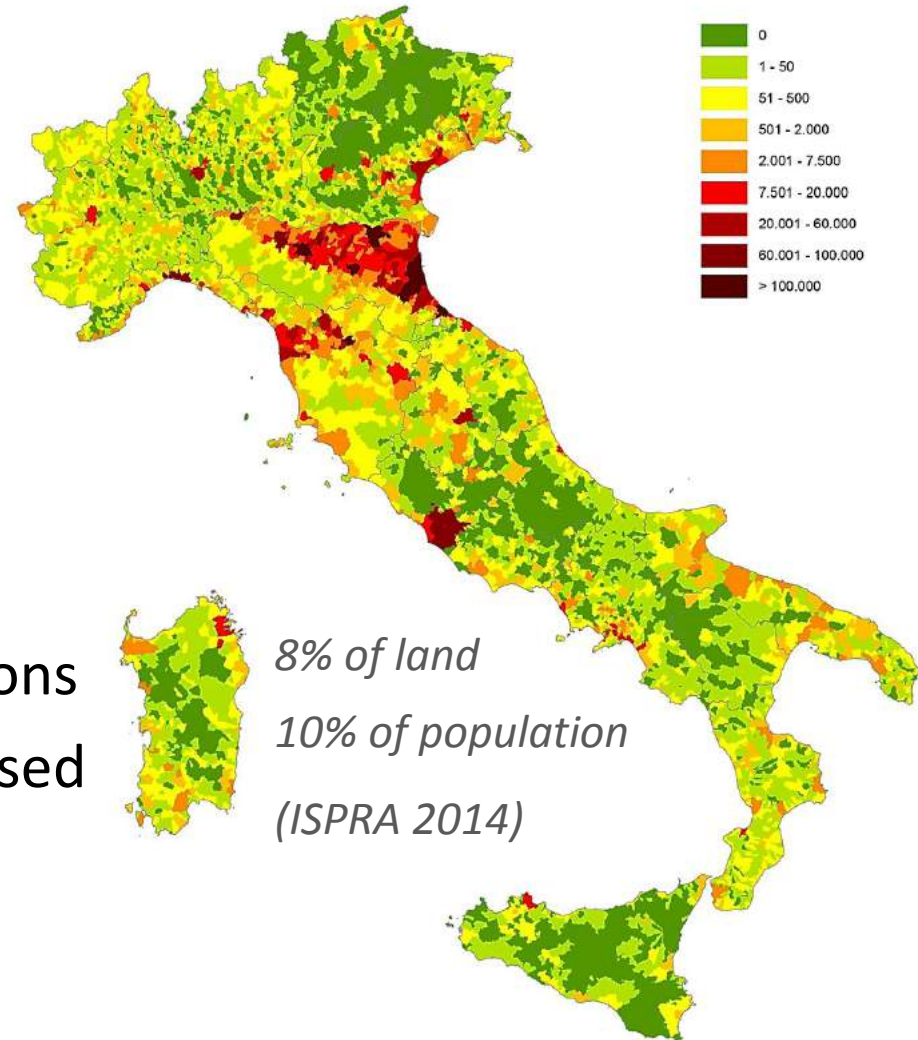 0
1 - 50
51 - 500
501 - 2.000
2.001 - 7.500
7.501 - 20.000
20.001 - 60.000
60.001 - 100.000
> 100.000
8% of land
ons
10% of population
sed
(ISPRA 2014)